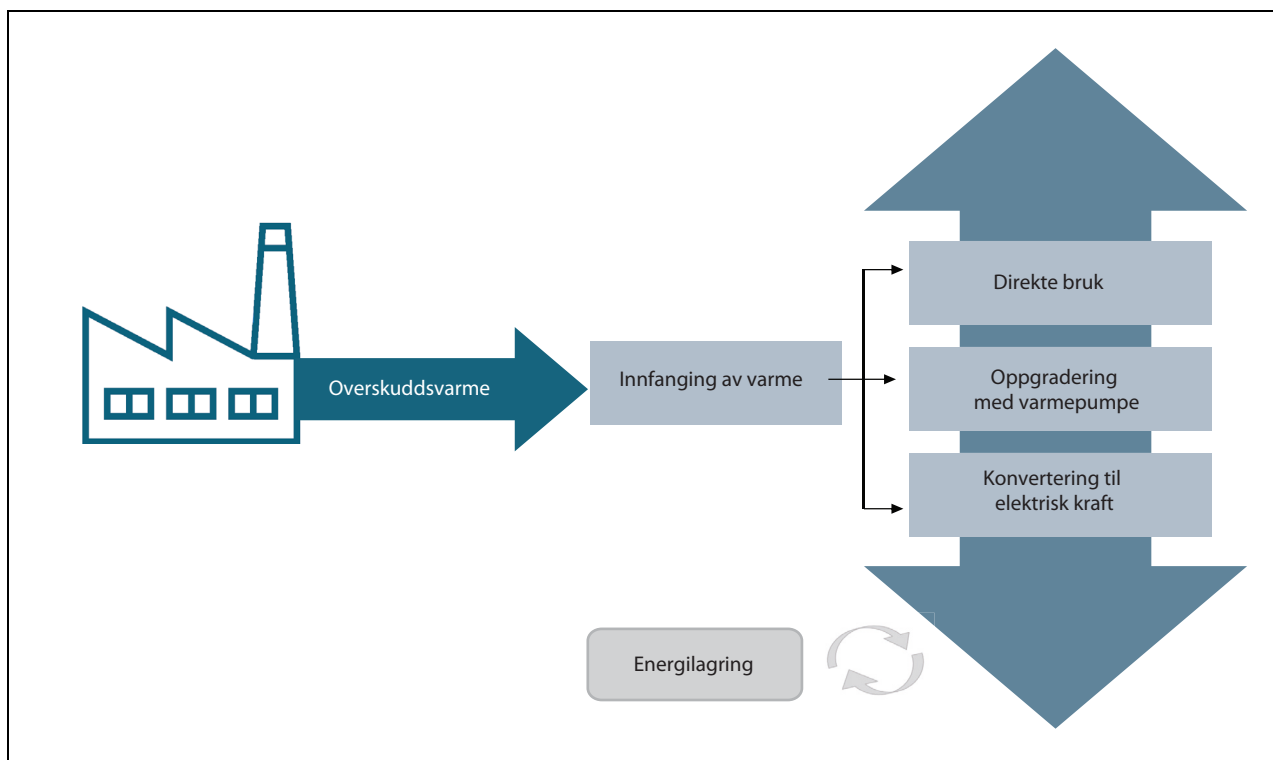 Overskuddsvarme
Innfanging av varme
Direkte bruk
Oppgradering
med varmepumpe
Konvertering til
elektrisk kraft
Energilagring